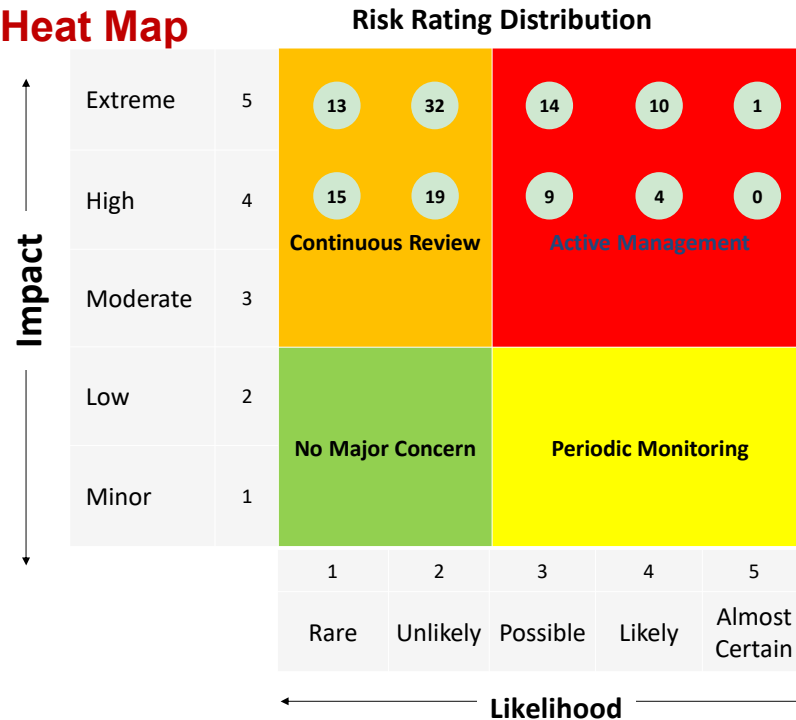 Heat Map
Risk Rating Distribution
Extreme 5 13 32 14 10 1
High 4 15 19 9 4 0
Continuous Review Active Management
Moderate 3
Low 2
No Major Concern Periodic Monitoring
Minor 1
Impact
1 2 3 4 5
Rare Unlikely Possible Likely Almost
Certain
Likelihood